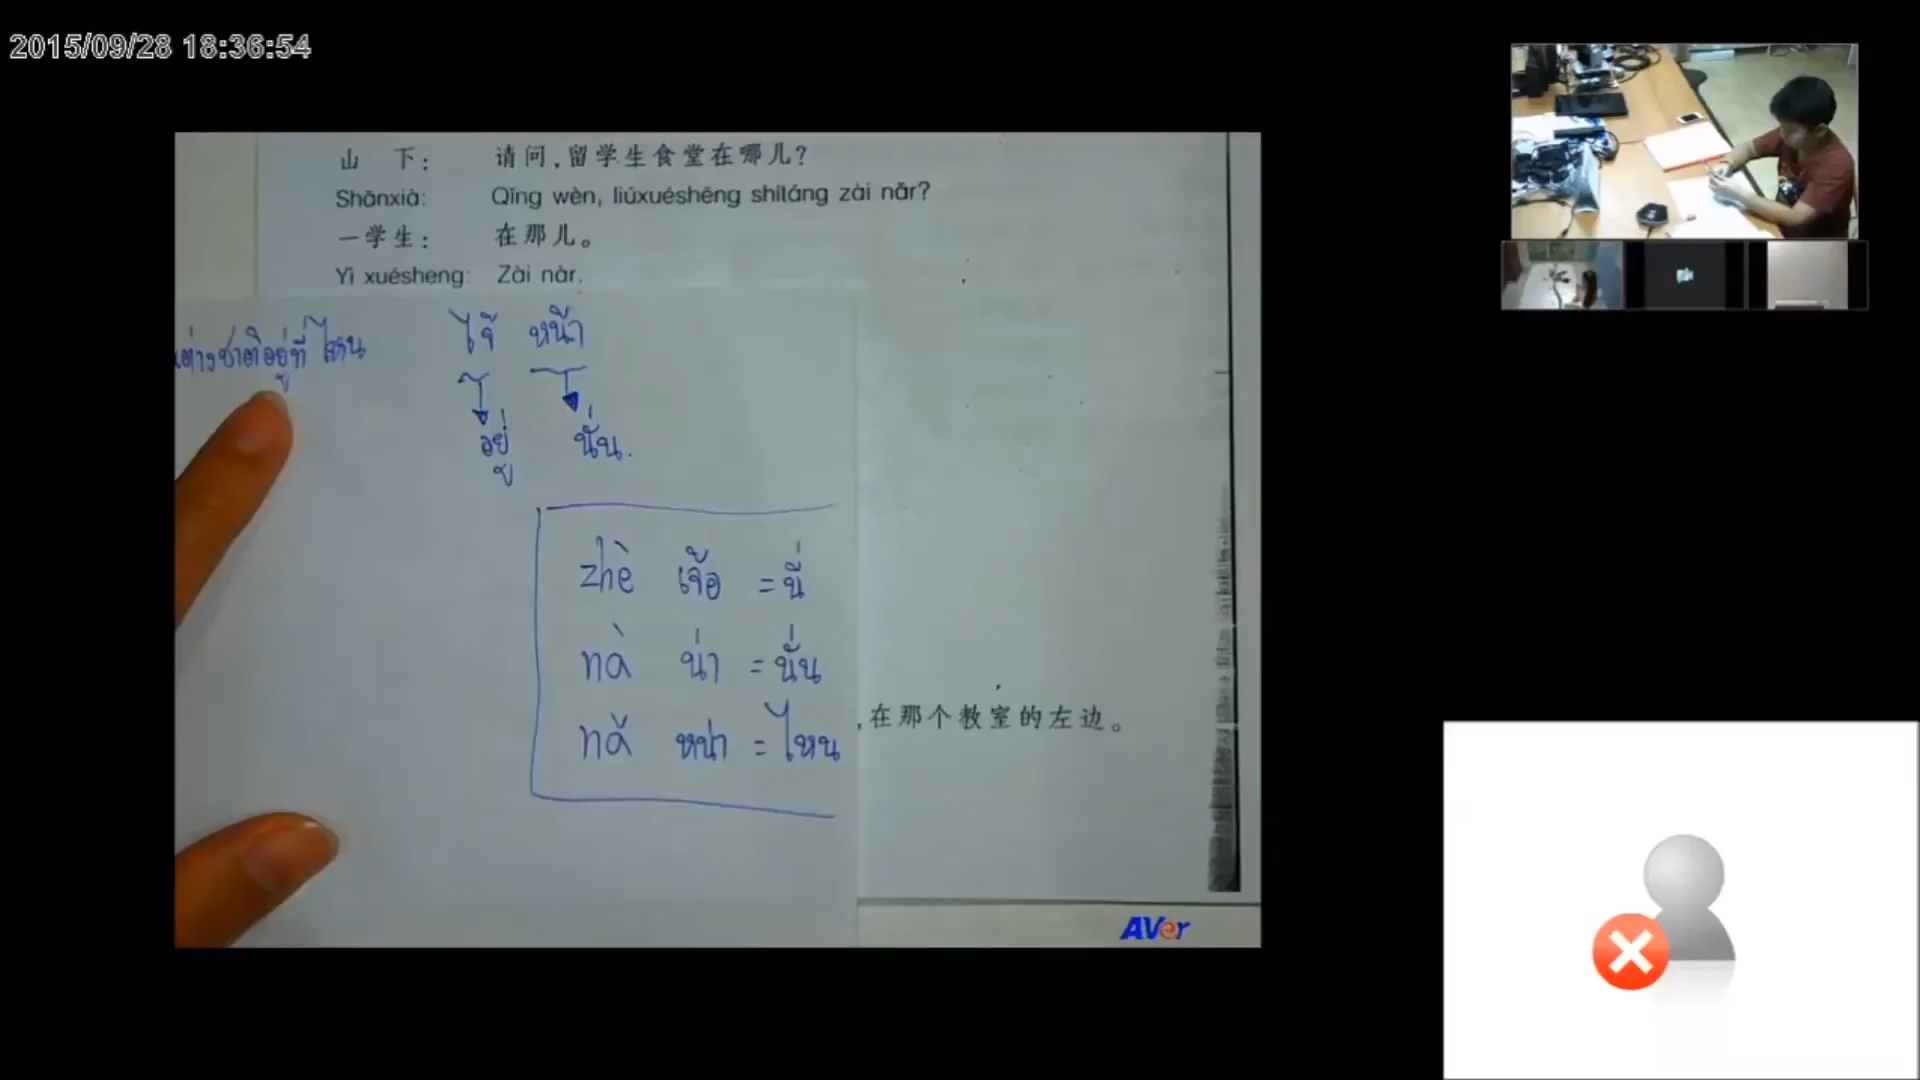 2015/09/28 18:36:54
山 下: 请问,留学生食堂在哪儿?
Shānxià: Qǐng wèn, liúxuéshēng shítáng zài nǎr?
一学生: 在那儿。
Yì xuésheng: Zài nàr.
ต่างชาติอยู่ที่ไหน
ไจ้ หน้า
อยู่ นั่น.
zhè เจ้อ = นี่
nà น่า = นั่น
nǎ หน่า = ไหน
,在那个教室的左边。
AVer